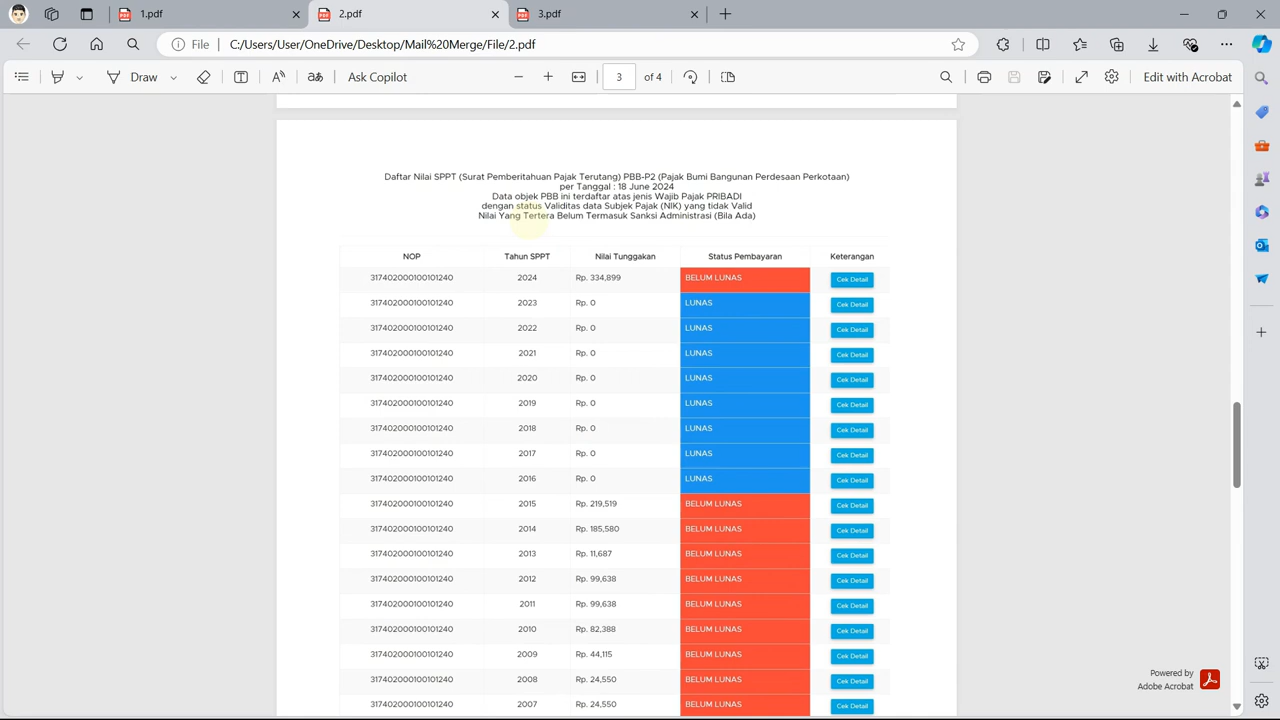 1.pdf
2.pdf
3.pdf
File C:/Users/User/OneDrive/Desktop/Mail%20Merge/File/2.pdf
Draw Ask Copilot 3 of 4 Edit with Acrobat
Daftar Nilai SPPT (Surat Pemberitahuan Pajak Terutang) PBB-P2 (Pajak Bumi Bangunan Perdesaan Perkotaan)
per Tanggal : 18 June 2024
Data objek PBB ini terdaftar atas jenis Wajib Pajak PRIBADI
dengan status Validitas data Subjek Pajak (NIK) yang tidak Valid
Nilai Yang Tertera Belum Termasuk Sanksi Administrasi (Bila Ada)
NOP Tahun SPPT Nilai Tunggakan Status Pembayaran Keterangan
317402000100101240 2024 Rp. 334,899 BELUM LUNAS Cek Detail
317402000100101240 2023 Rp. 0 LUNAS Cek Detail
317402000100101240 2022 Rp. 0 LUNAS Cek Detail
317402000100101240 2021 Rp. 0 LUNAS Cek Detail
317402000100101240 2020 Rp. 0 LUNAS Cek Detail
317402000100101240 2019 Rp. 0 LUNAS Cek Detail
317402000100101240 2018 Rp. 0 LUNAS Cek Detail
317402000100101240 2017 Rp. 0 LUNAS Cek Detail
317402000100101240 2016 Rp. 0 LUNAS Cek Detail
317402000100101240 2015 Rp. 219,519 BELUM LUNAS Cek Detail
317402000100101240 2014 Rp. 185,580 BELUM LUNAS Cek Detail
317402000100101240 2013 Rp. 11,687 BELUM LUNAS Cek Detail
317402000100101240 2012 Rp. 99,638 BELUM LUNAS Cek Detail
317402000100101240 2011 Rp. 99,638 BELUM LUNAS Cek Detail
317402000100101240 2010 Rp. 82,388 BELUM LUNAS Cek Detail
317402000100101240 2009 Rp. 44,115 BELUM LUNAS Cek Detail
317402000100101240 2008 Rp. 24,550 BELUM LUNAS Cek Detail
317402000100101240 2007 Rp. 24,550 BELUM LUNAS Cek Detail
Powered by
Adobe Acrobat